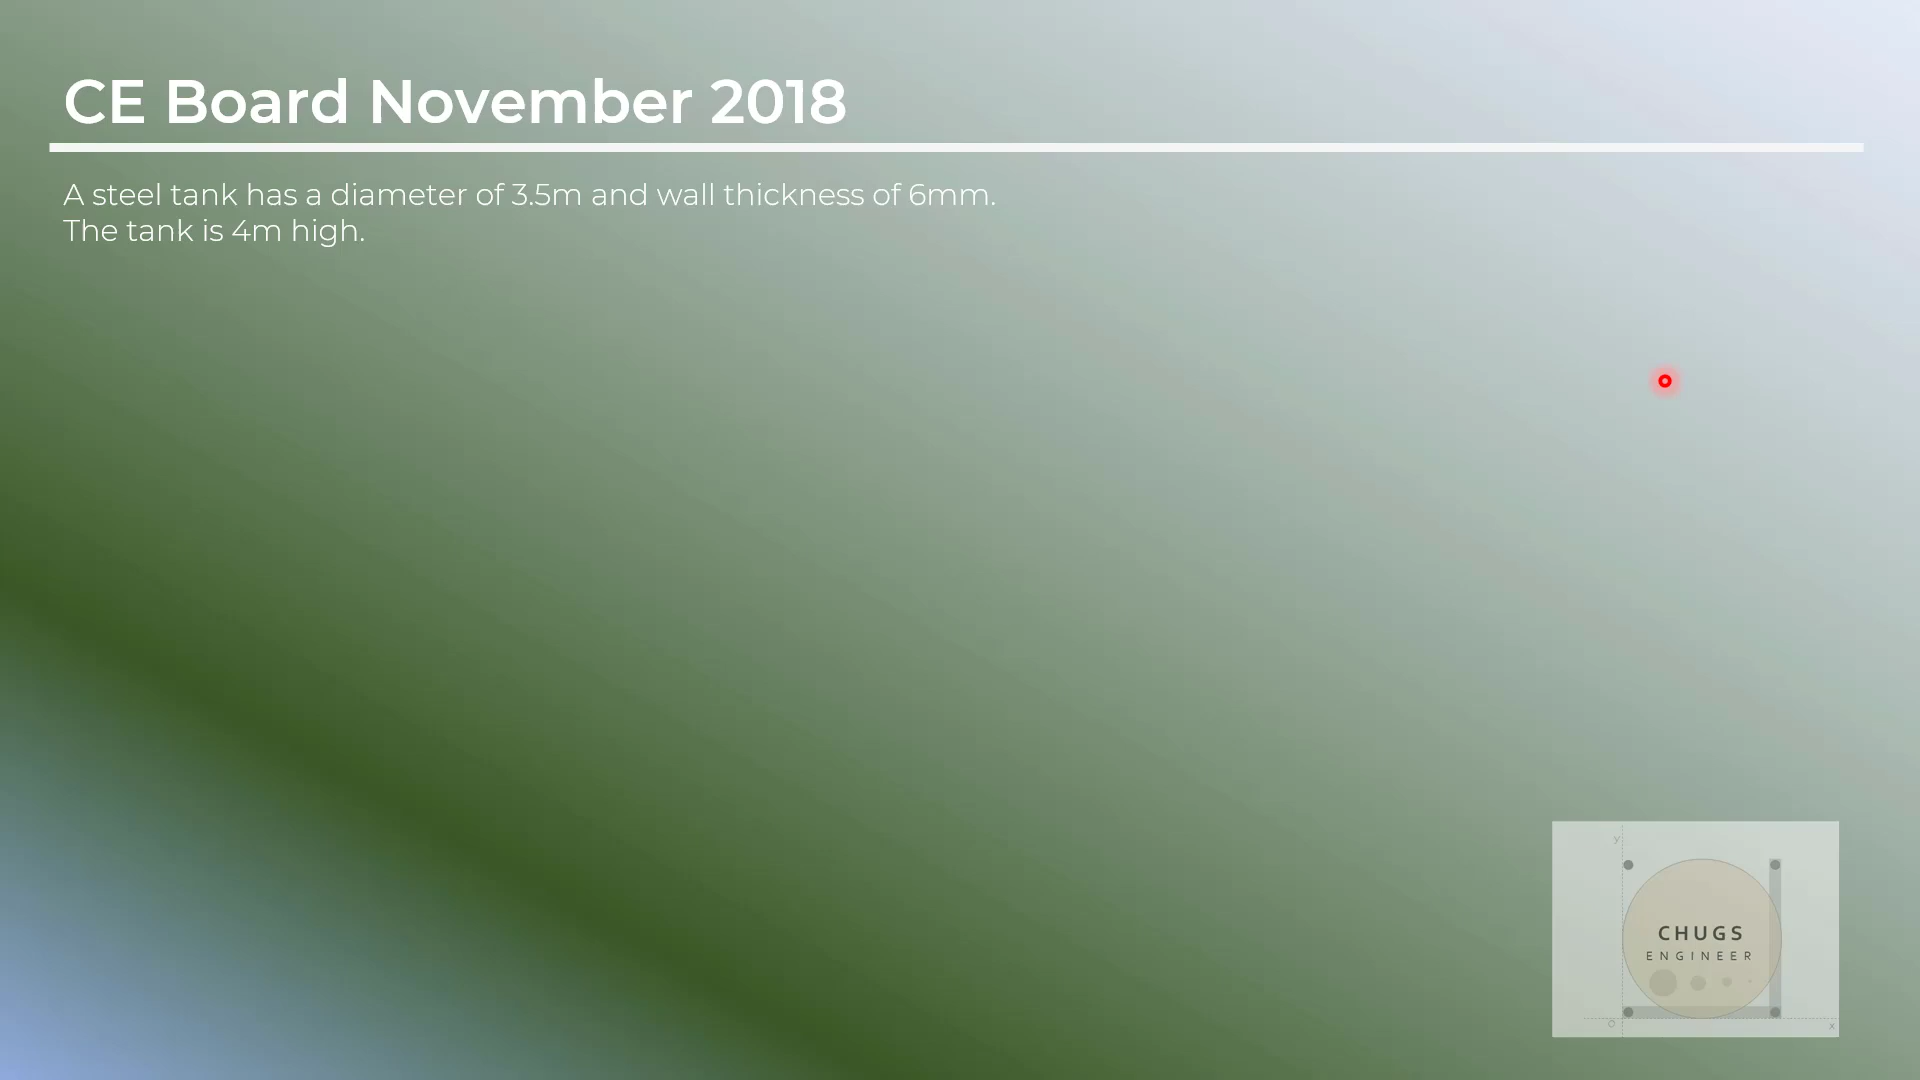 CE Board November 2018
A steel tank has a diameter of 3.5m and wall thickness of 6mm.
The tank is 4m high.
y
CHUGS
ENGINEER
O
x